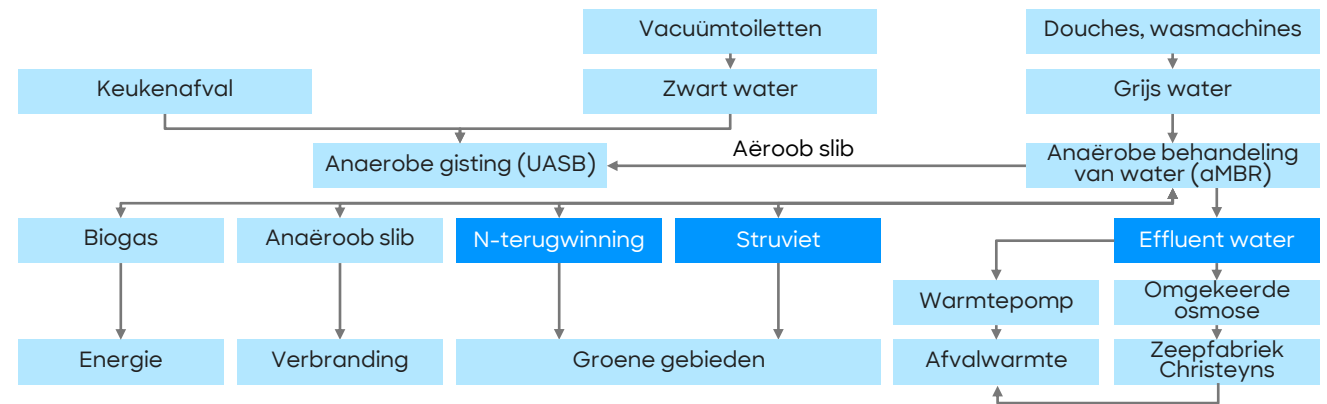 Vacuümtoiletten
Douches, wasmachines
Keukenafval
Zwart water
Grijs water
Aëroob slib
Anaerobe gisting (UASB)
Anaërobe behandeling
van water (aMBR)
Biogas
Anaëroob slib
N-terugwinning
Struviet
Effluent water
Warmtepomp
Omgekeerde
osmose
Energie
Verbranding
Groene gebieden
Afvalwarmte
Zeepfabriek
Christeyns